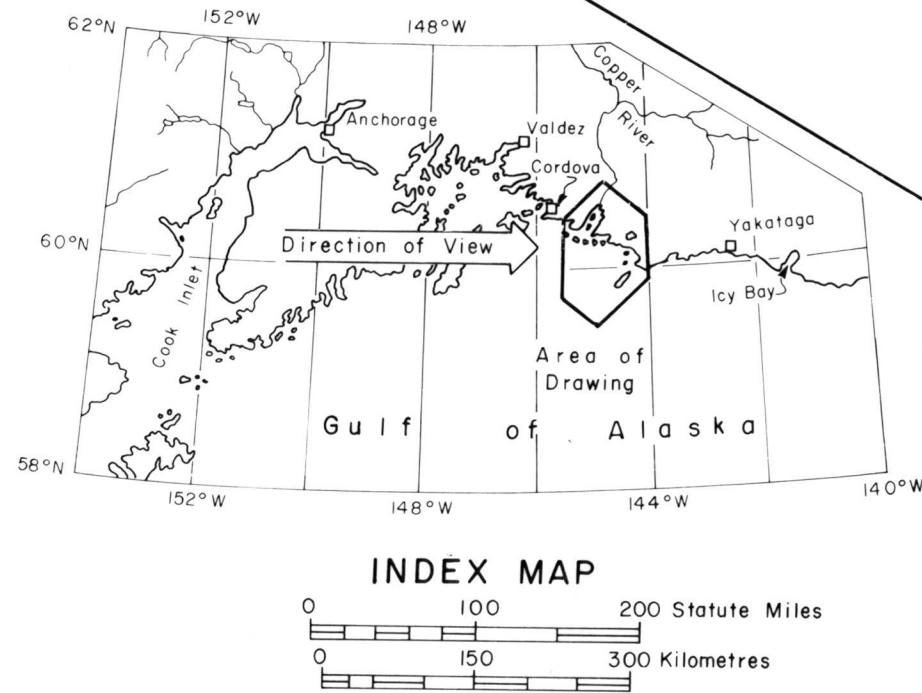 62°N
152°W
148°W
Copper
River
Anchorage
Valdez
Cordova
60°N
Direction of View
Yakataga
Icy Bay
Cook Inlet
Area of
Drawing
Gulf of Alaska
58°N
152°W
148°W
144°W
140°W
INDEX MAP
0 100 200 Statute Miles
0 150 300 Kilometres